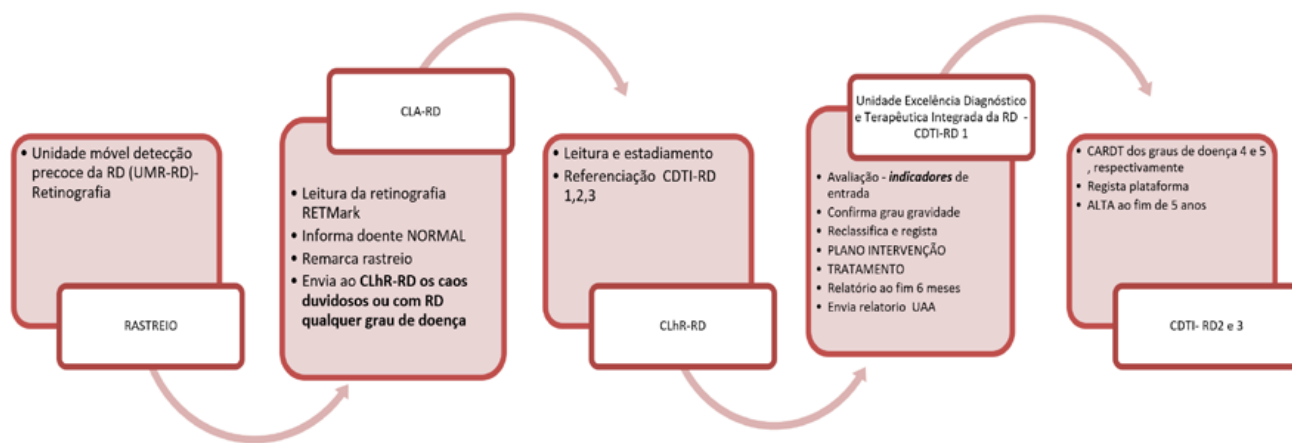 • Unidade móvel detecção
precoce da RD (UMR-RD)-
Retinografia
RASTREIO
CLA-RD
• Leitura da retinografia
RETMark
• Informa doente NORMAL
• Remarca rastreio
• Envia ao CLhR-RD os caos
duvidosos ou com RD
qualquer grau de doença
• Leitura e estadiamento
• Referenciação CDTI-RD
1,2,3
CLhR-RD
Unidade Excelência Diagnóstico
e Terapêutica Integrada da RD -
CDTI-RD 1
• Avaliação - indicadores de
entrada
• Confirma grau gravidade
• Reclassifica e regista
• PLANO INTERVENÇÃO
• TRATAMENTO
• Relatório ao fim 6 meses
• Envia relatorio UAA
• CARDT dos graus de doença 4 e 5
, respectivamente
• Regista plataforma
• ALTA ao fim de 5 anos
CDTI- RD2 e 3